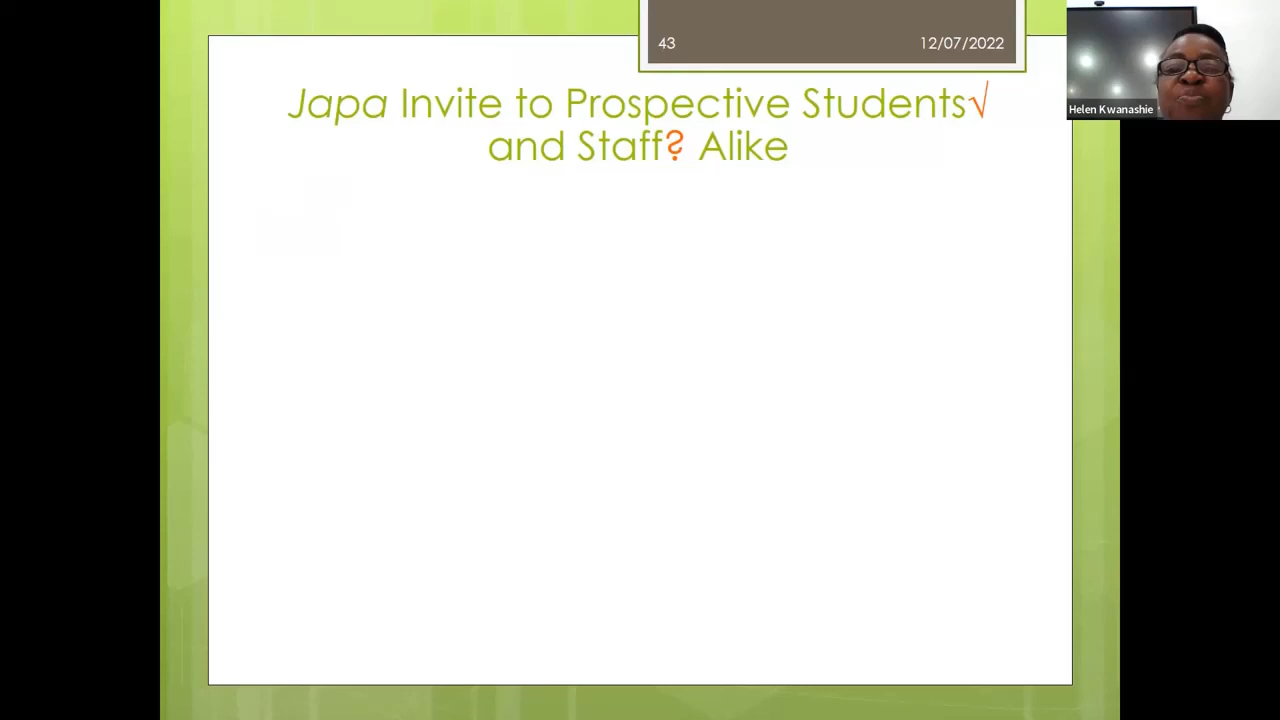 43
12/07/2022
Helen Kwanashie
Japa Invite to Prospective Students√
and Staff? Alike